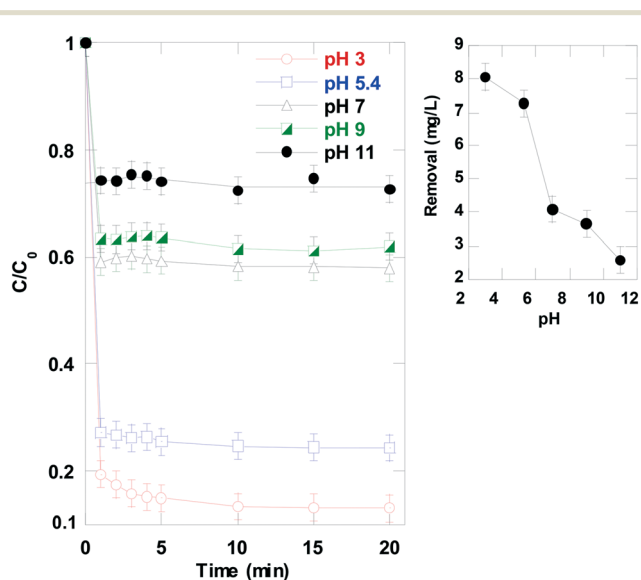 1
0.8
0.6
0.4
0.2
0.1
C/C0
0 5 10 15 20
Time (min)
pH 3
pH 5.4
pH 7
pH 9
pH 11
9
8
7
6
5
4
3
2
Removal (mg/L)
2 4 6 8 10 12
pH